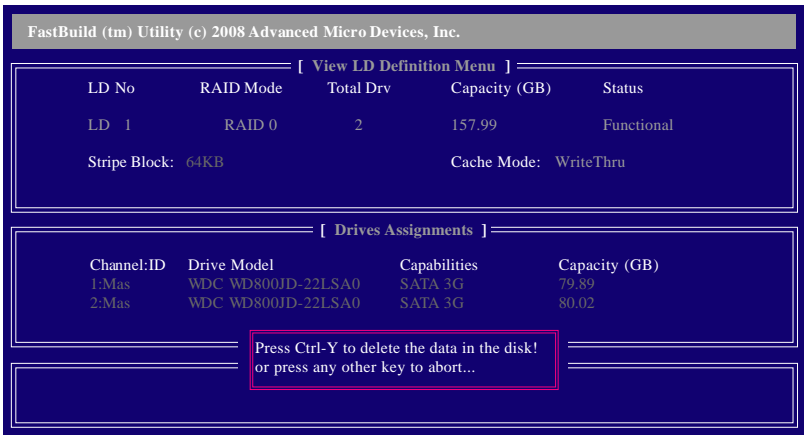 FastBuild (tm) Utility (c) 2008 Advanced Micro Devices, Inc.
[ View LD Definition Menu ]
LD No RAID Mode Total Drv Capacity (GB) Status
LD 1 RAID 0 2 157.99 Functional
Stripe Block: 64KB Cache Mode: WriteThru
[ Drives Assignments ]
Channel:ID Drive Model Capabilities Capacity (GB)
1:Mas WDC WD800JD-22LSA0 SATA 3G 79.89
2:Mas WDC WD800JD-22LSA0 SATA 3G 80.02
Press Ctrl-Y to delete the data in the disk!
or press any other key to abort...